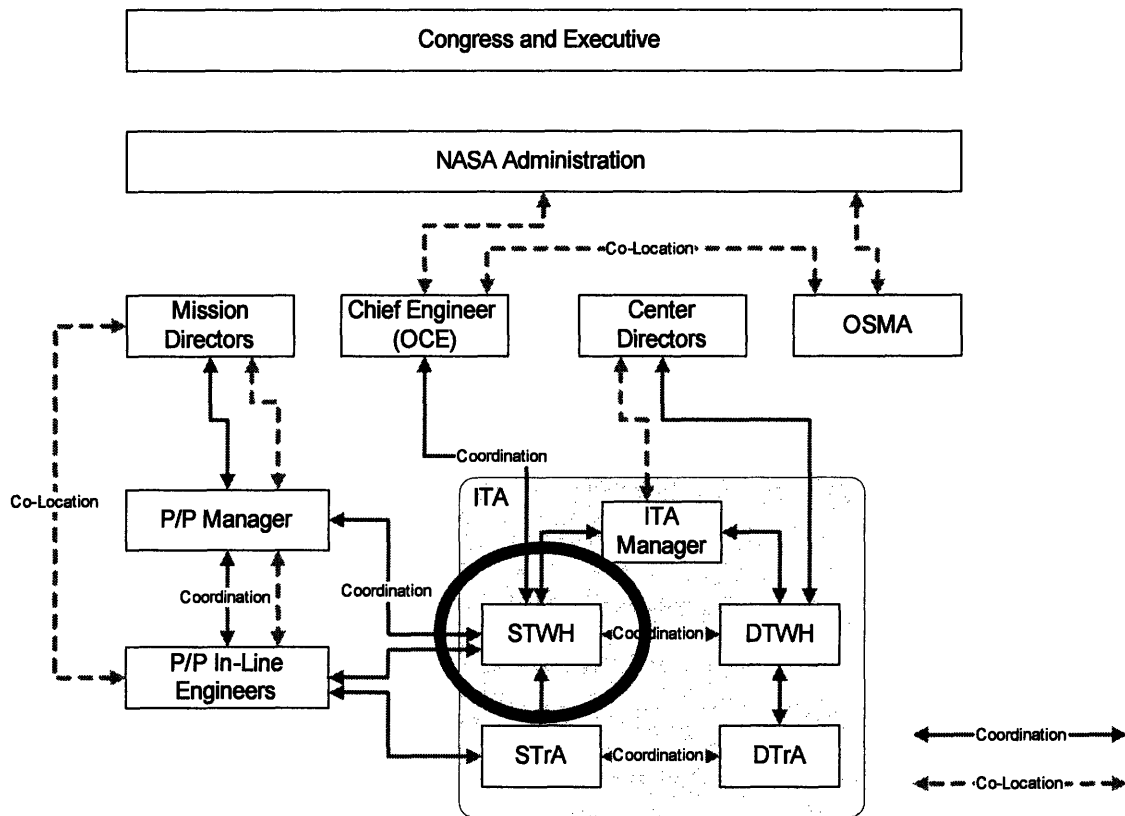 Congress and Executive
NASA Administration
Co-Location
Mission
Directors
Chief Engineer
(OCE)
Center
Directors
OSMA
Coordination
Co-Location
ITA
P/P Manager
ITA
Manager
Coordination
Coordination
STWH
Coordination
DTWH
P/P In-Line
Engineers
STrA
Coordination
DTrA
Coordination
Co-Location